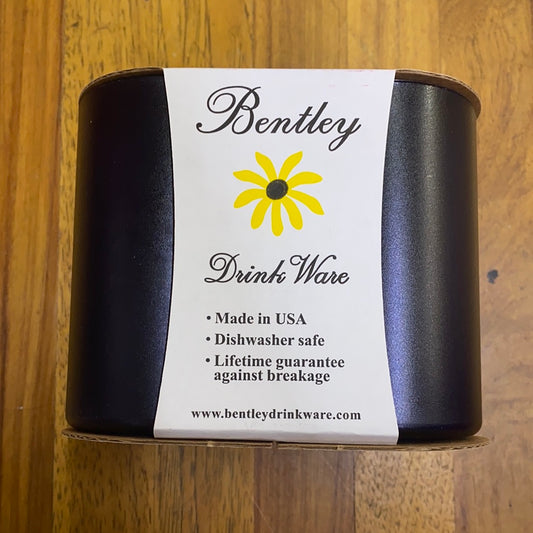 Bentley
Drink Ware
• Made in USA
• Dishwasher safe
• Lifetime guarantee
against breakage
www.bentleydrinkware.com